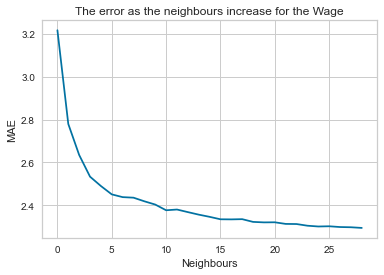 The error as the neighbours increase for the Wage
3.2
3.0
2.8
2.6
2.4
MAE
0 5 10 15 20 25
Neighbours